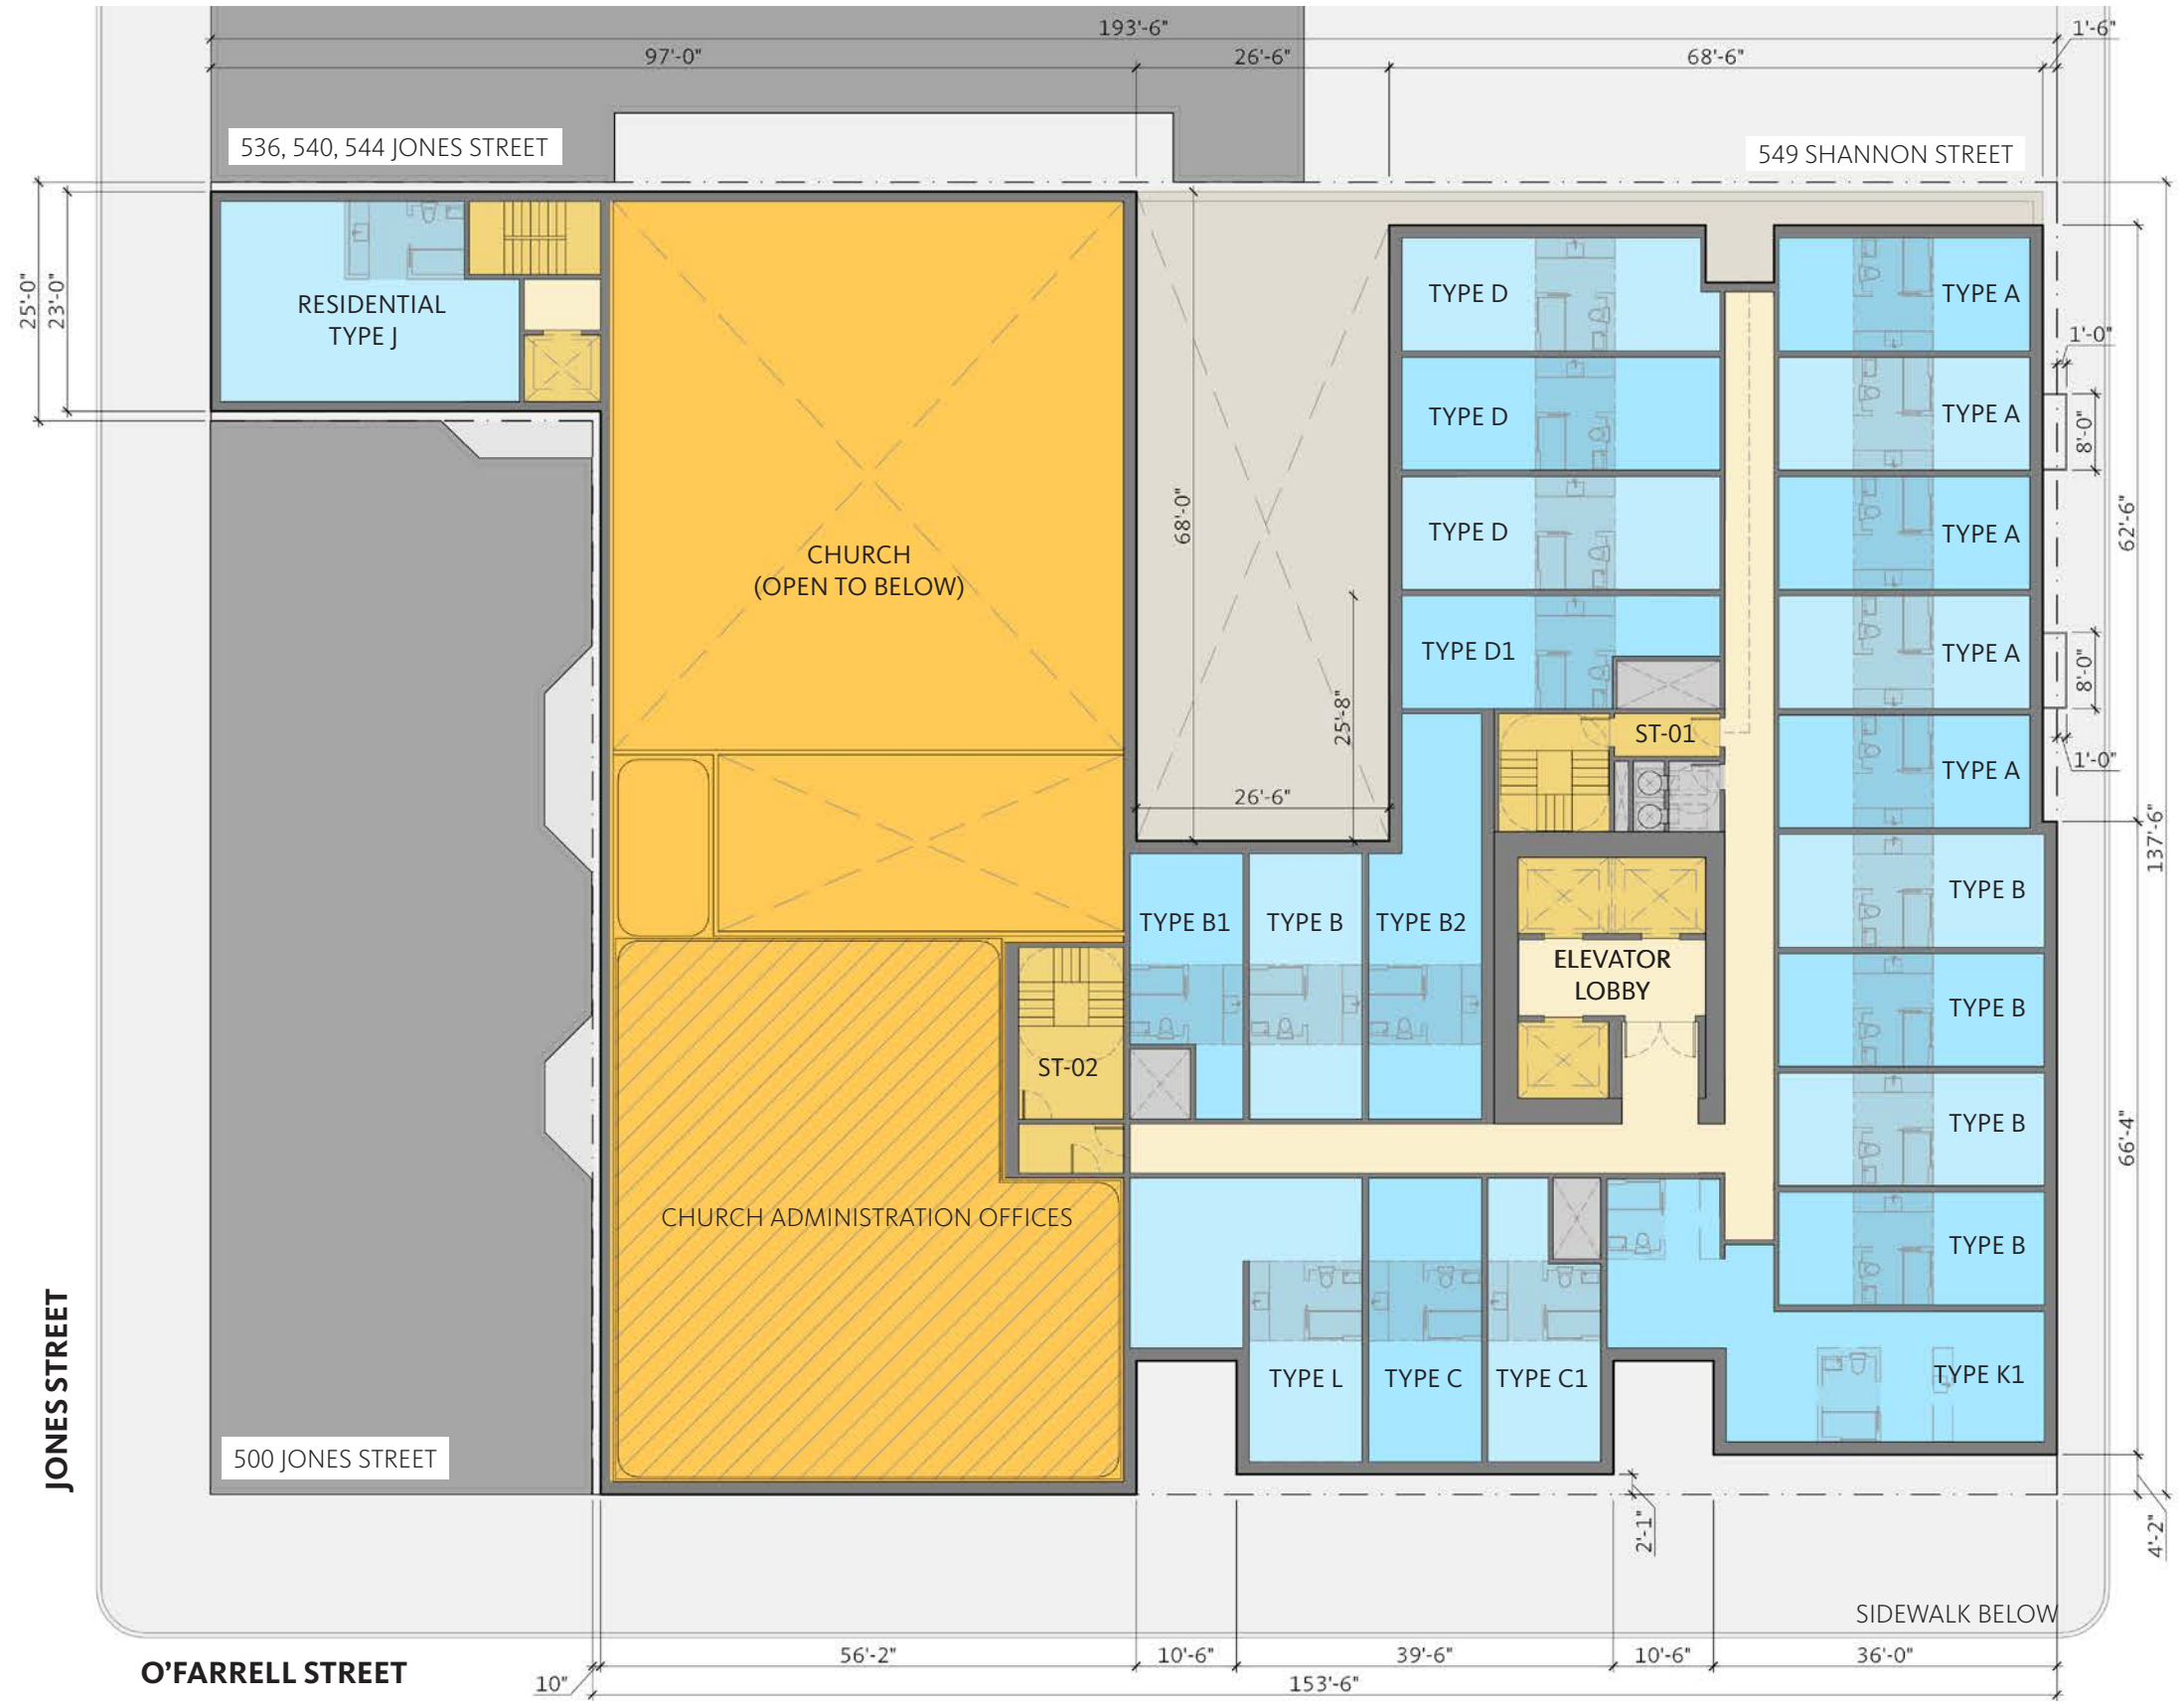 193'-6"
1'-6"
97'-0"
26'-6"
68'-6"
536, 540, 544 JONES STREET
549 SHANNON STREET
25'-0"
23'-0"
RESIDENTIAL
TYPE J
TYPE D
TYPE A
1'-0"
TYPE D
TYPE A
8'-0"
68'-0"
62'-6"
TYPE D
TYPE A
CHURCH
(OPEN TO BELOW)
TYPE D1
TYPE A
8'-0"
25'-8"
ST-01
1'-0"
TYPE A
26'-6"
137'-6"
TYPE B
TYPE B1
TYPE B
TYPE B2
ELEVATOR
LOBBY
TYPE B
ST-02
TYPE B
66'-4"
CHURCH ADMINISTRATION OFFICES
TYPE B
JONES STREET
TYPE L
TYPE C
TYPE C1
TYPE K1
500 JONES STREET
2'-1"
4'-2"
SIDEWALK BELOW
O'FARRELL STREET
10"
56'-2"
10'-6"
39'-6"
10'-6"
36'-0"
153'-6"